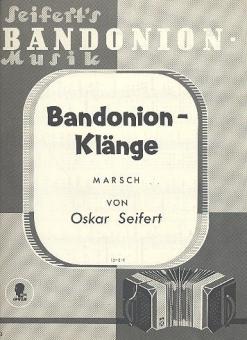 Seifert's
BANDONION-
Musik
Bandonion-
Klänge
MARSCH
VON
Oskar Seifert